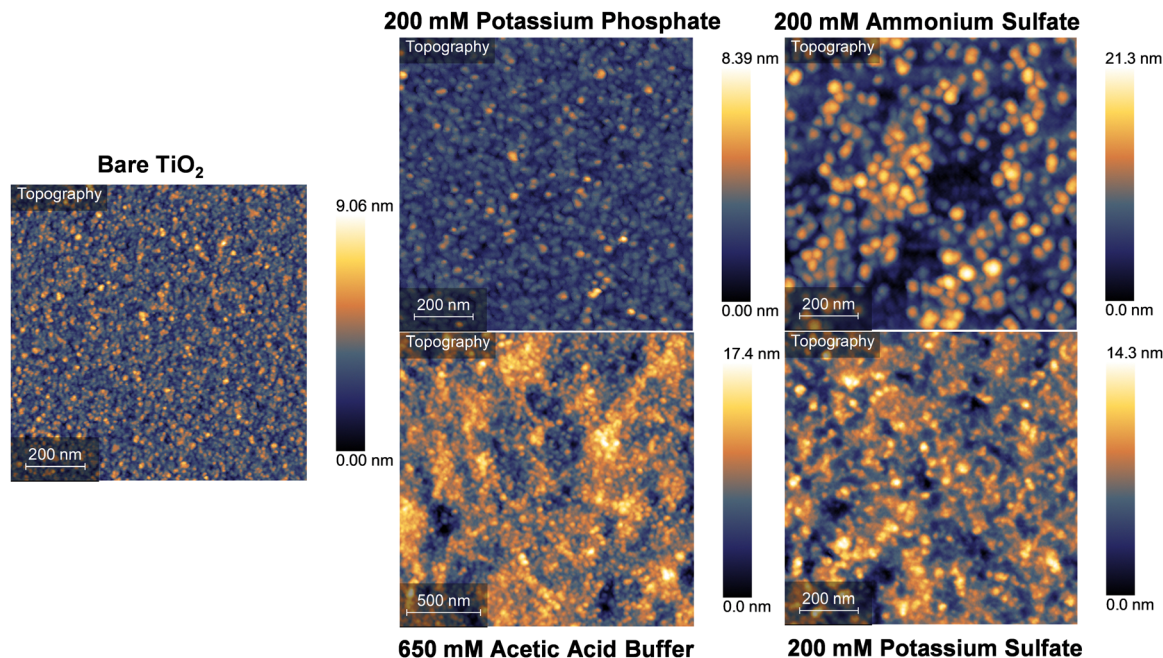 Bare TiO₂
Topography
200 nm
9.06 nm
0.00 nm
200 mM Potassium Phosphate
Topography
200 nm
8.39 nm
0.00 nm
200 mM Ammonium Sulfate
Topography
200 nm
21.3 nm
0.0 nm
Topography
500 nm
17.4 nm
0.0 nm
650 mM Acetic Acid Buffer
Topography
200 nm
14.3 nm
0.0 nm
200 mM Potassium Sulfate